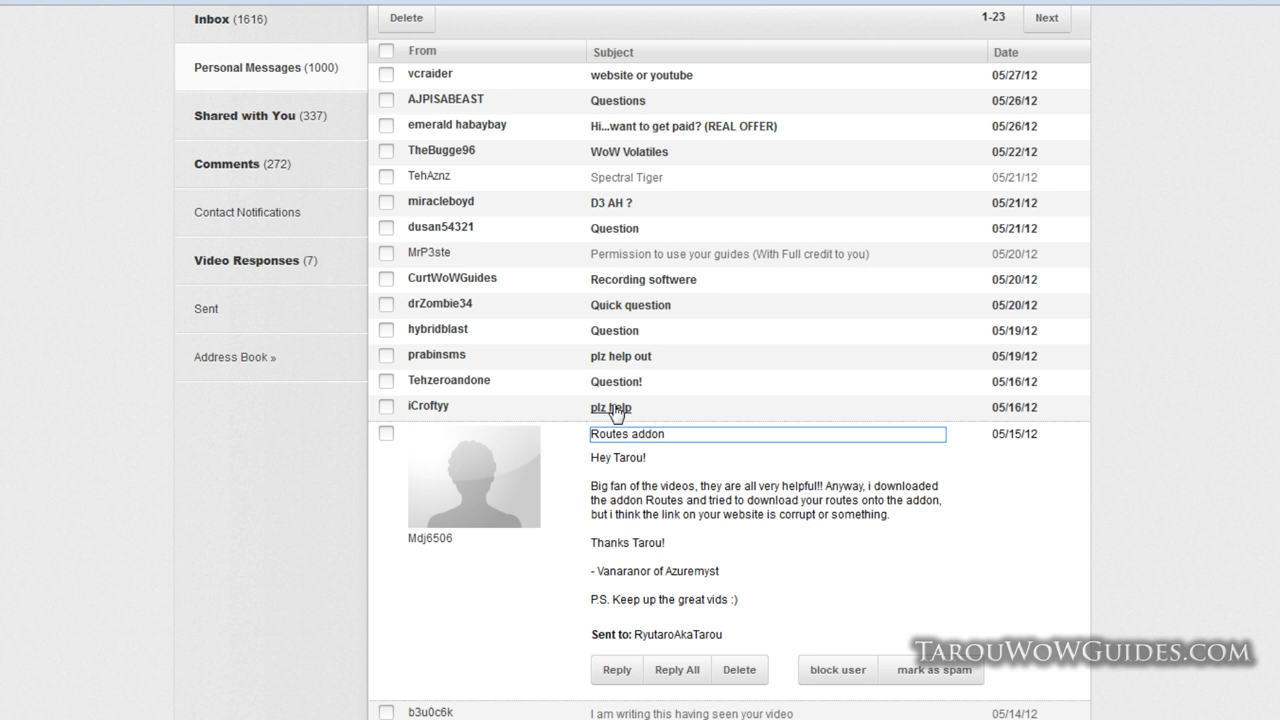 Inbox (1616)
Personal Messages (1000)
Shared with You (337)
Comments (272)
Contact Notifications
Video Responses (7)
Sent
Address Book »
Delete
1-23
Next
From Subject Date
vcraider website or youtube 05/27/12
AJPISABEAST Questions 05/26/12
emerald habaybay Hi...want to get paid? (REAL OFFER) 05/26/12
TheBugge96 WoW Volatiles 05/22/12
TehAznz Spectral Tiger 05/21/12
miracleboyd D3 AH ? 05/21/12
dusan54321 Question 05/21/12
MrP3ste Permission to use your guides (With Full credit to you) 05/20/12
CurtWoWGuides Recording softwere 05/20/12
drZombie34 Quick question 05/20/12
hybridblast Question 05/19/12
prabinsms plz help out 05/19/12
Tehzeroandone Question! 05/16/12
iCroftyy plz help 05/16/12
Routes addon 05/15/12
Mdj6506
Hey Tarou!
Big fan of the videos, they are all very helpful!! Anyway, i downloaded
the addon Routes and tried to download your routes onto the addon,
but i think the link on your website is corrupt or something.
Thanks Tarou!
- Vanaranor of Azuremyst
P.S. Keep up the great vids :)
Sent to: RyutaroAkaTarou
Reply Reply All Delete block user mark as spam
TarouWoWGuides.com
b3u0c6k I am writing this having seen your video 05/14/12